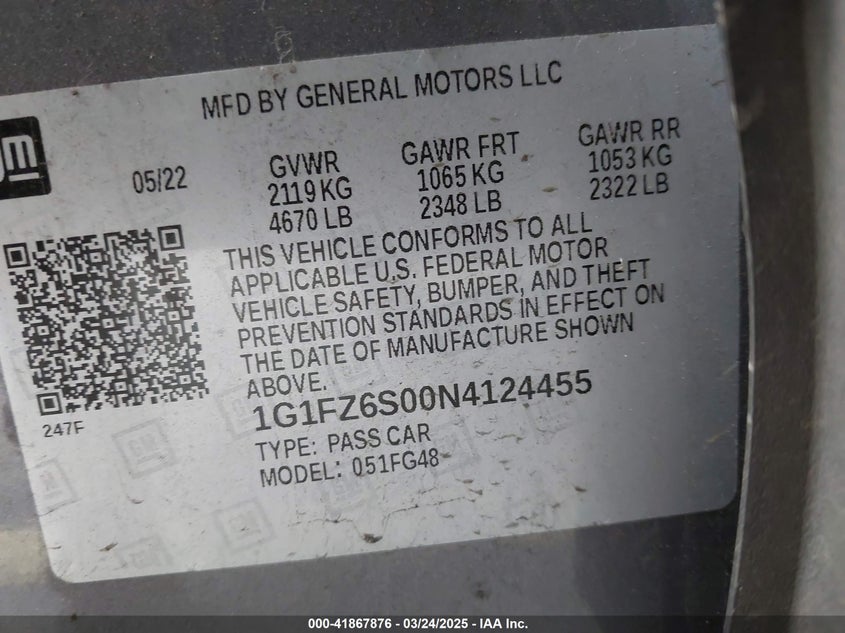 MFD BY GENERAL MOTORS LLC
GM
05/22
GVWR
2119 KG
4670 LB
GAWR FRT
1065 KG
2348 LB
GAWR RR
1053 KG
2322 LB
THIS VEHICLE CONFORMS TO ALL
APPLICABLE U.S. FEDERAL MOTOR
VEHICLE SAFETY, BUMPER, AND THEFT
PREVENTION STANDARDS IN EFFECT ON
THE DATE OF MANUFACTURE SHOWN
ABOVE.
1G1FZ6S00N4124455
247F
TYPE: PASS CAR
MODEL: 051FG48
000-41867876 / 03/24/2025 - IAA Inc.